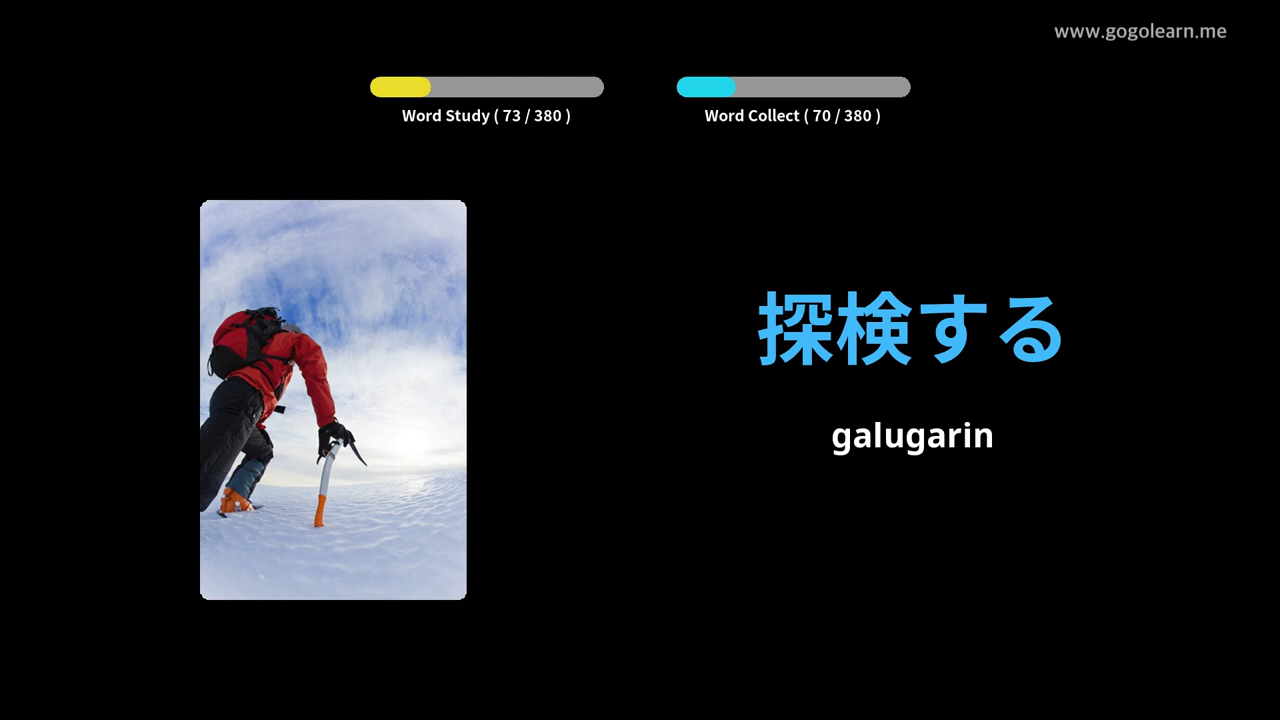 www.gogolearn.me
Word Study ( 73 / 380 )
Word Collect ( 70 / 380 )
探検する
galugarin